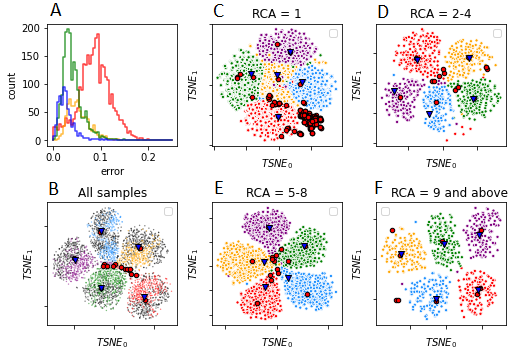 A
200
150
100
50
0
count
0.0 0.1 0.2
error
C
RCA = 1
TSNE₁
TSNE₀
D
RCA = 2-4
TSNE₁
TSNE₀
B
All samples
TSNE₁
TSNE₀
E
RCA = 5-8
TSNE₁
TSNE₀
F
RCA = 9 and above
TSNE₁
TSNE₀